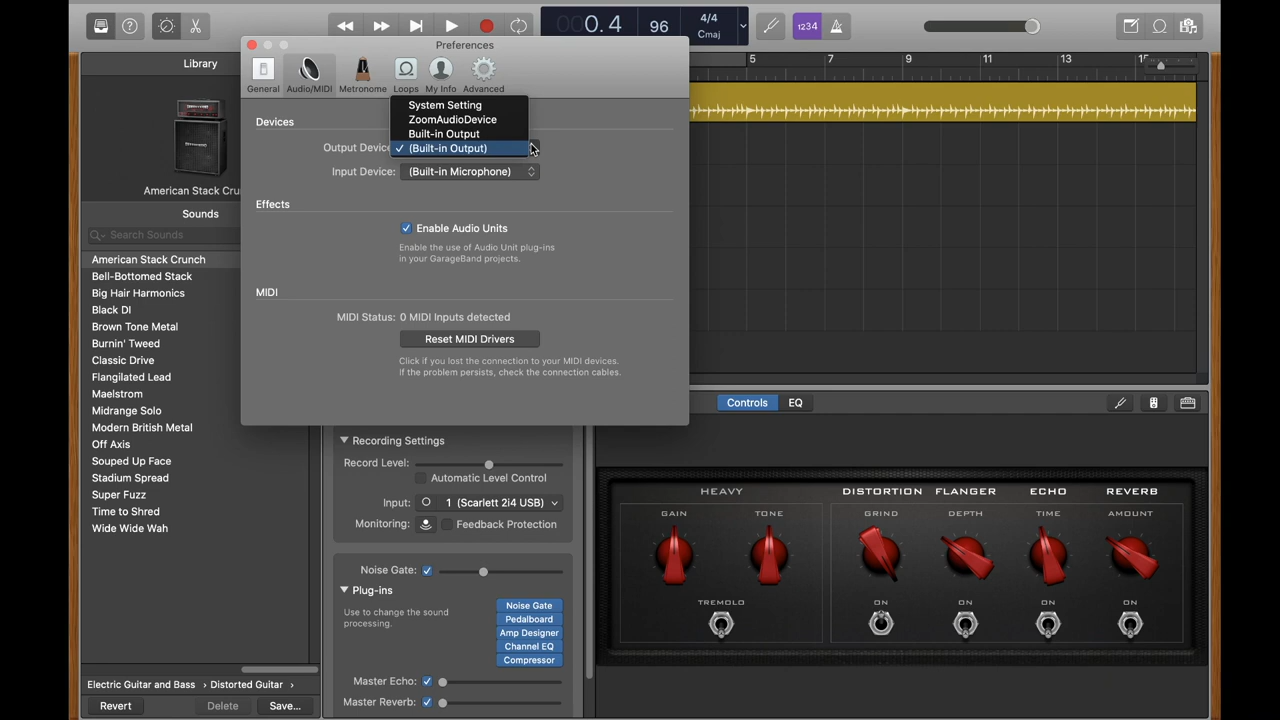 000.4
96
4/4
Cmaj
1234
Preferences
General
Audio/MIDI
Metronome
Loops
My Info
Advanced
Devices
Output Device
System Setting
ZoomAudioDevice
Built-in Output
✓ (Built-in Output)
Input Device: (Built-in Microphone)
Effects
Enable Audio Units
Enable the use of Audio Unit plug-ins
in your GarageBand projects.
MIDI
MIDI Status: 0 MIDI Inputs detected
Reset MIDI Drivers
Click if you lost the connection to your MIDI devices.
If the problem persists, check the connection cables.
Library
American Stack Cru
Sounds
Search Sounds
American Stack Crunch
Bell-Bottomed Stack
Big Hair Harmonics
Black DI
Brown Tone Metal
Burnin' Tweed
Classic Drive
Flangilated Lead
Maelstrom
Midrange Solo
Modern British Metal
Off Axis
Souped Up Face
Stadium Spread
Super Fuzz
Time to Shred
Wide Wide Wah
Electric Guitar and Bass › Distorted Guitar ›
Revert
Delete
Save...
5
7
9
11
13
Recording Settings
Record Level:
Automatic Level Control
Input: 1 (Scarlett 2i4 USB)
Monitoring: Feedback Protection
Noise Gate:
Plug-ins
Use to change the sound
processing.
Noise Gate
Pedalboard
Amp Designer
Channel EQ
Compressor
Master Echo:
Master Reverb:
Controls
EQ
HEAVY
DISTORTION
FLANGER
ECHO
REVERB
GAIN
TONE
GRIND
DEPTH
TIME
AMOUNT
TREMOLO
ON
ON
ON
ON